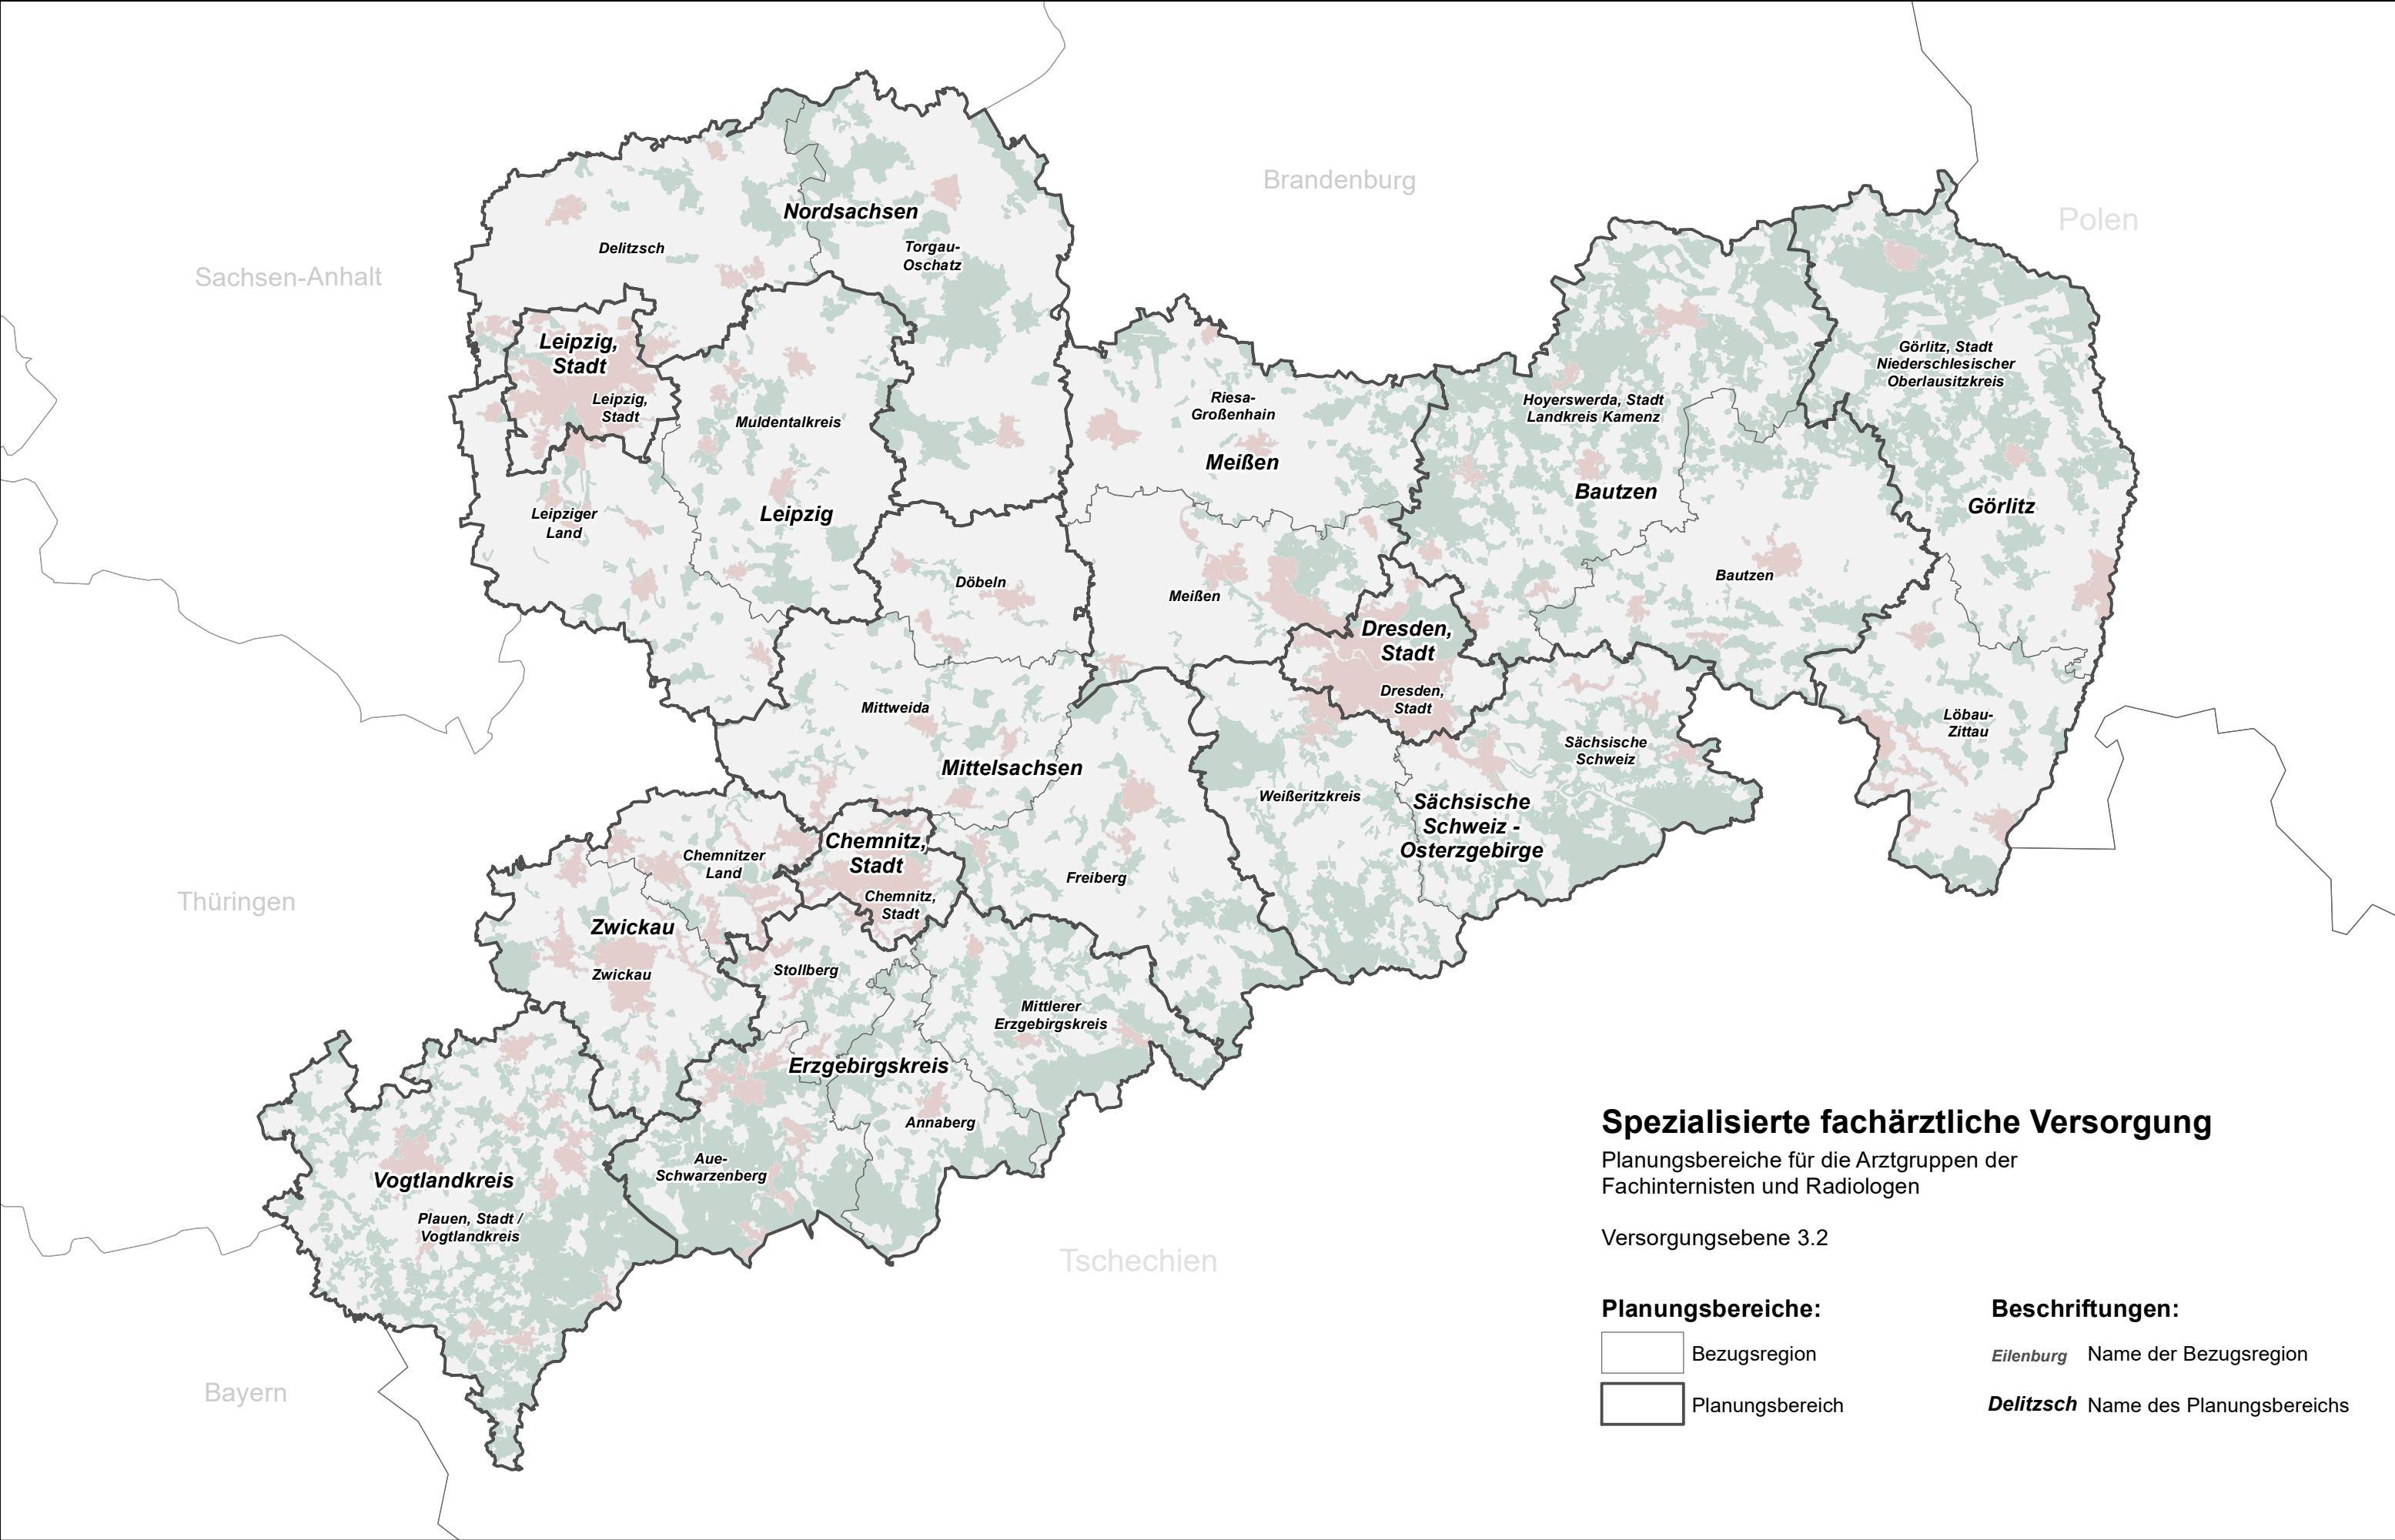 Brandenburg
Polen
Sachsen-Anhalt
Nordsachsen
Delitzsch
Torgau-
Oschatz
Leipzig,
Stadt
Leipzig,
Stadt
Muldentalkreis
Leipziger
Land
Leipzig
Riesa-
Großenhain
Meißen
Meißen
Hoyerswerda, Stadt
Landkreis Kamenz
Bautzen
Bautzen
Görlitz, Stadt
Niederschlesischer
Oberlausitzkreis
Görlitz
Löbau-
Zittau
Döbeln
Mittweida
Mittelsachsen
Freiberg
Dresden,
Stadt
Dresden,
Stadt
Sächsische
Schweiz
Weißeritzkreis
Sächsische
Schweiz -
Osterzgebirge
Chemnitz,
Stadt
Chemnitz,
Stadt
Chemnitzer
Land
Thüringen
Zwickau
Zwickau
Stollberg
Mittlerer
Erzgebirgskreis
Erzgebirgskreis
Annaberg
Aue-
Schwarzenberg
Vogtlandkreis
Plauen, Stadt /
Vogtlandkreis
Tschechien
Bayern
Spezialisierte fachärztliche Versorgung
Planungsbereiche für die Arztgruppen der
Fachinternisten und Radiologen
Versorgungsebene 3.2
Planungsbereiche:
Bezugsregion
Planungsbereich
Beschriftungen:
Eilenburg Name der Bezugsregion
Delitzsch Name des Planungsbereichs